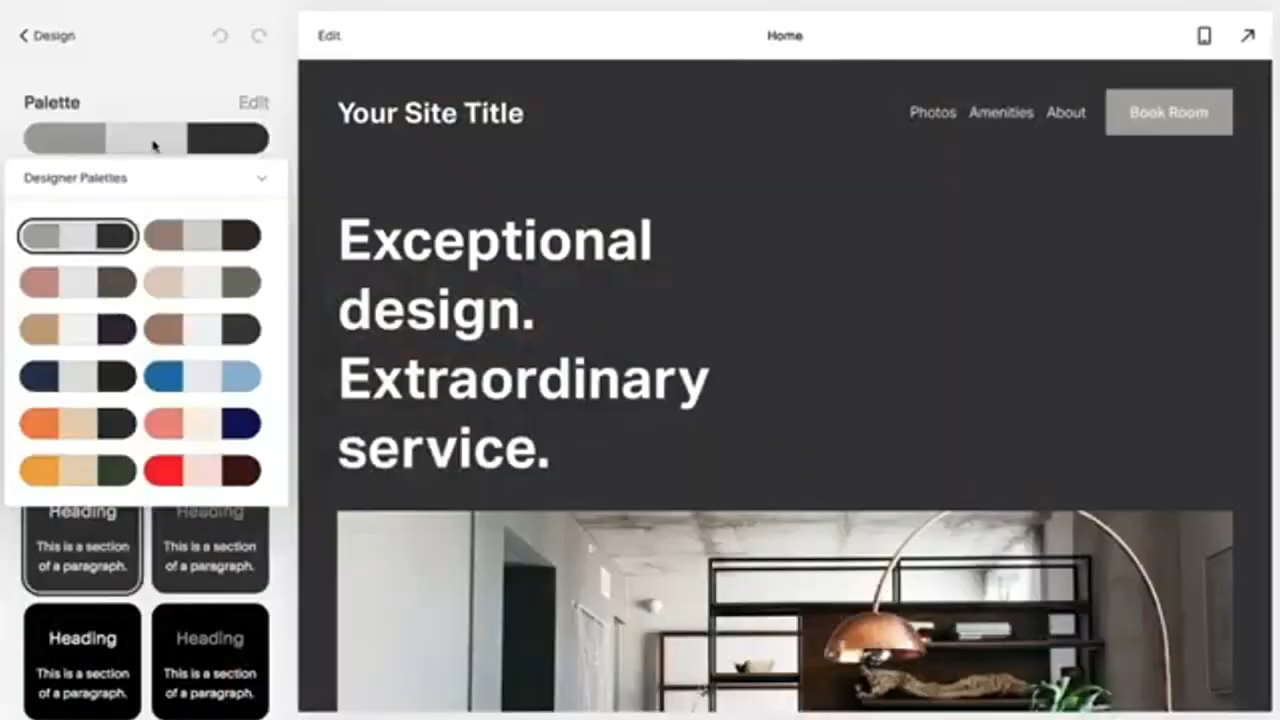 Design
Palette
Edit
Designer Palettes
Heading
This is a section
of a paragraph.
Heading
This is a section
of a paragraph.
Heading
This is a section
of a paragraph.
Heading
This is a section
of a paragraph.
Edit
Home
Your Site Title
Photos Amenities About Book Room
Exceptional
design.
Extraordinary
service.